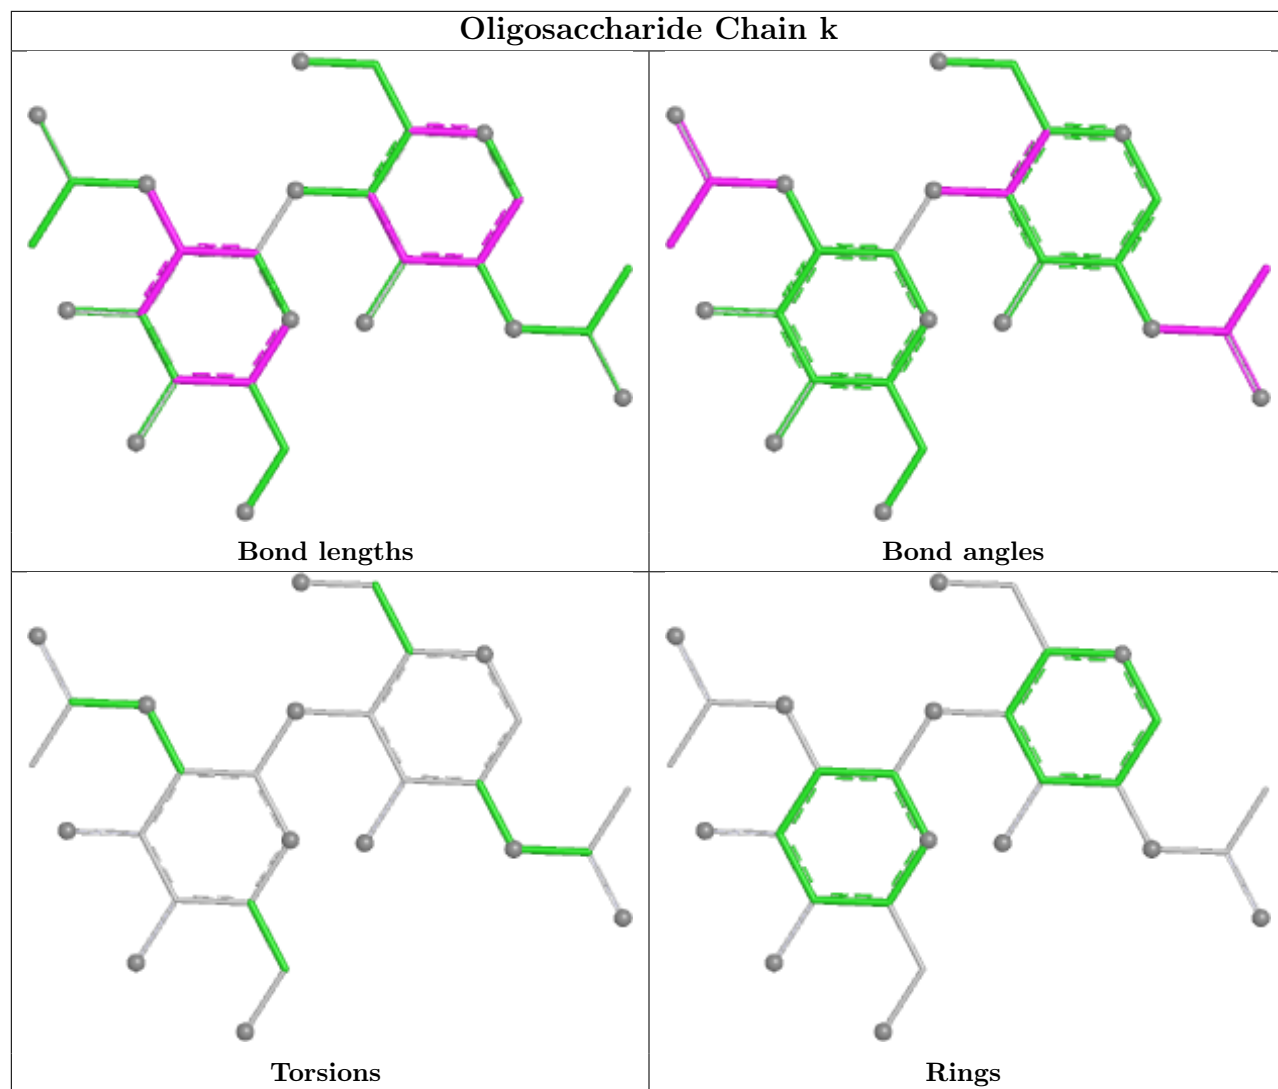 Oligosaccharide Chain k
Bond lengths
Bond angles
Torsions
Rings